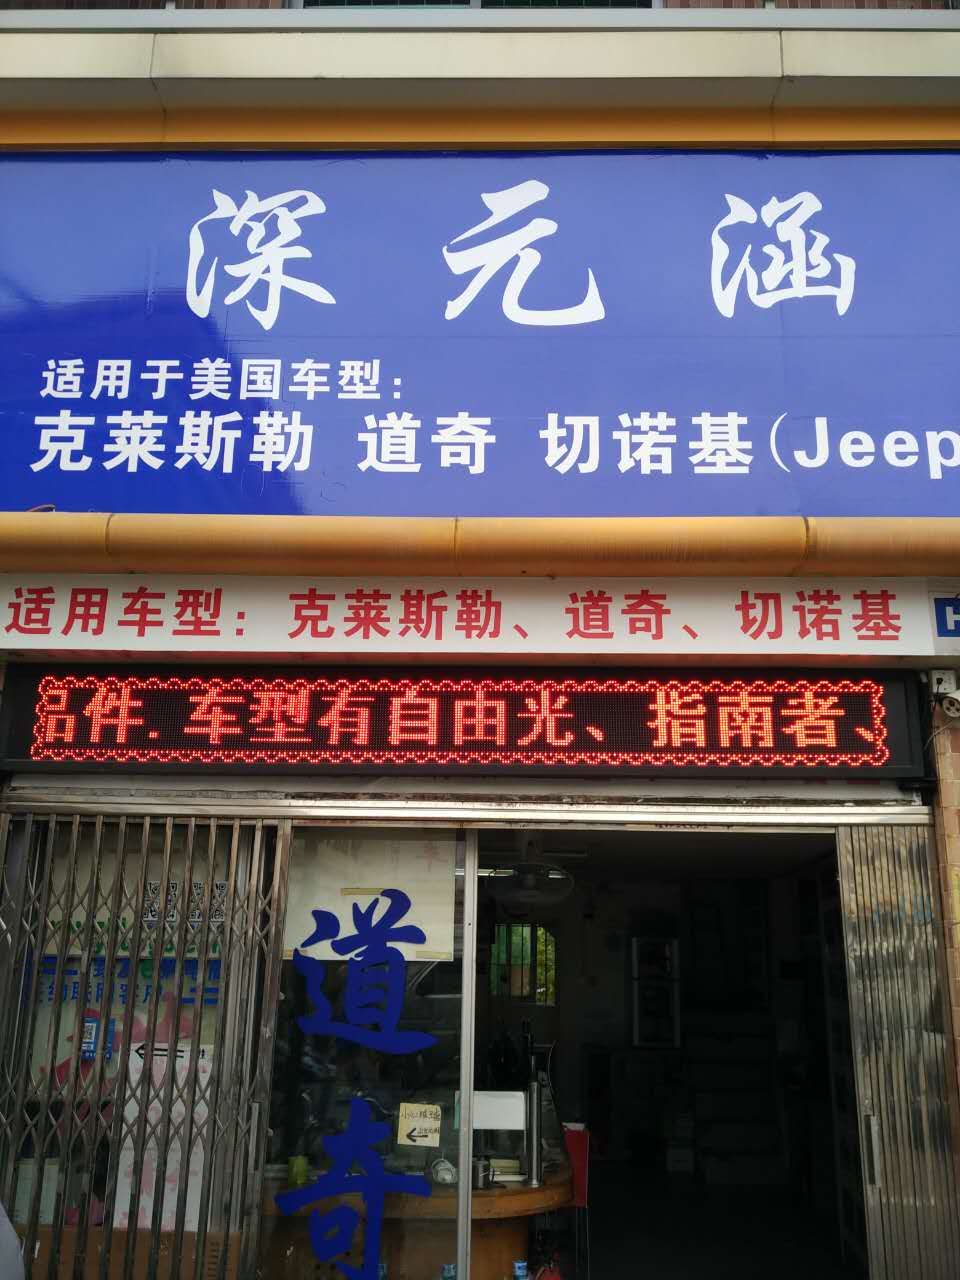 深元涵
适用于美国车型：
克莱斯勒 道奇 切诺基（Jeep
适用车型：克莱斯勒、道奇、切诺基
H
品件.车型有自由光、指南者、
道奇